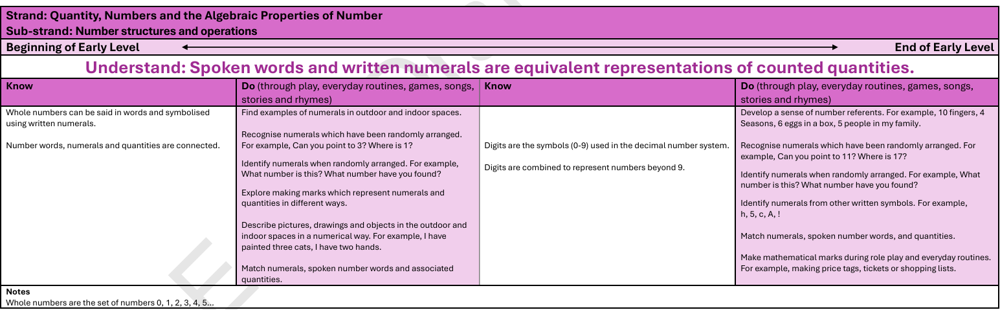 Strand: Quantity, Numbers and the Algebraic Properties of Number
Sub-strand: Number structures and operations
Beginning of Early Level
End of Early Level
Understand: Spoken words and written numerals are equivalent representations of counted quantities.
Know
Whole numbers can be said in words and symbolised
using written numerals.
Number words, numerals and quantities are connected.
Do (through play, everyday routines, games, songs,
stories and rhymes)
Find examples of numerals in outdoor and indoor spaces.
Recognise numerals which have been randomly arranged.
For example, Can you point to 3? Where is 1?
Identify numerals when randomly arranged. For example,
What number is this? What number have you found?
Explore making marks which represent numerals and
quantities in different ways.
Describe pictures, drawings and objects in the outdoor and
indoor spaces in a numerical way. For example, I have
painted three cats, I have two hands.
Match numerals, spoken number words and associated
quantities.
Know
Digits are the symbols (0-9) used in the decimal number system.
Digits are combined to represent numbers beyond 9.
Do (through play, everyday routines, games, songs,
stories and rhymes)
Develop a sense of number referents. For example, 10 fingers, 4
Seasons, 6 eggs in a box, 5 people in my family.
Recognise numerals which have been randomly arranged. For
example, Can you point to 11? Where is 17?
Identify numerals when randomly arranged. For example, What
number is this? What number have you found?
Identify numerals from other written symbols. For example,
h, 5, c, A, !
Match numerals, spoken number words, and quantities.
Make mathematical marks during role play and everyday routines.
For example, making price tags, tickets or shopping lists.
Notes
Whole numbers are the set of numbers 0, 1, 2, 3, 4, 5...